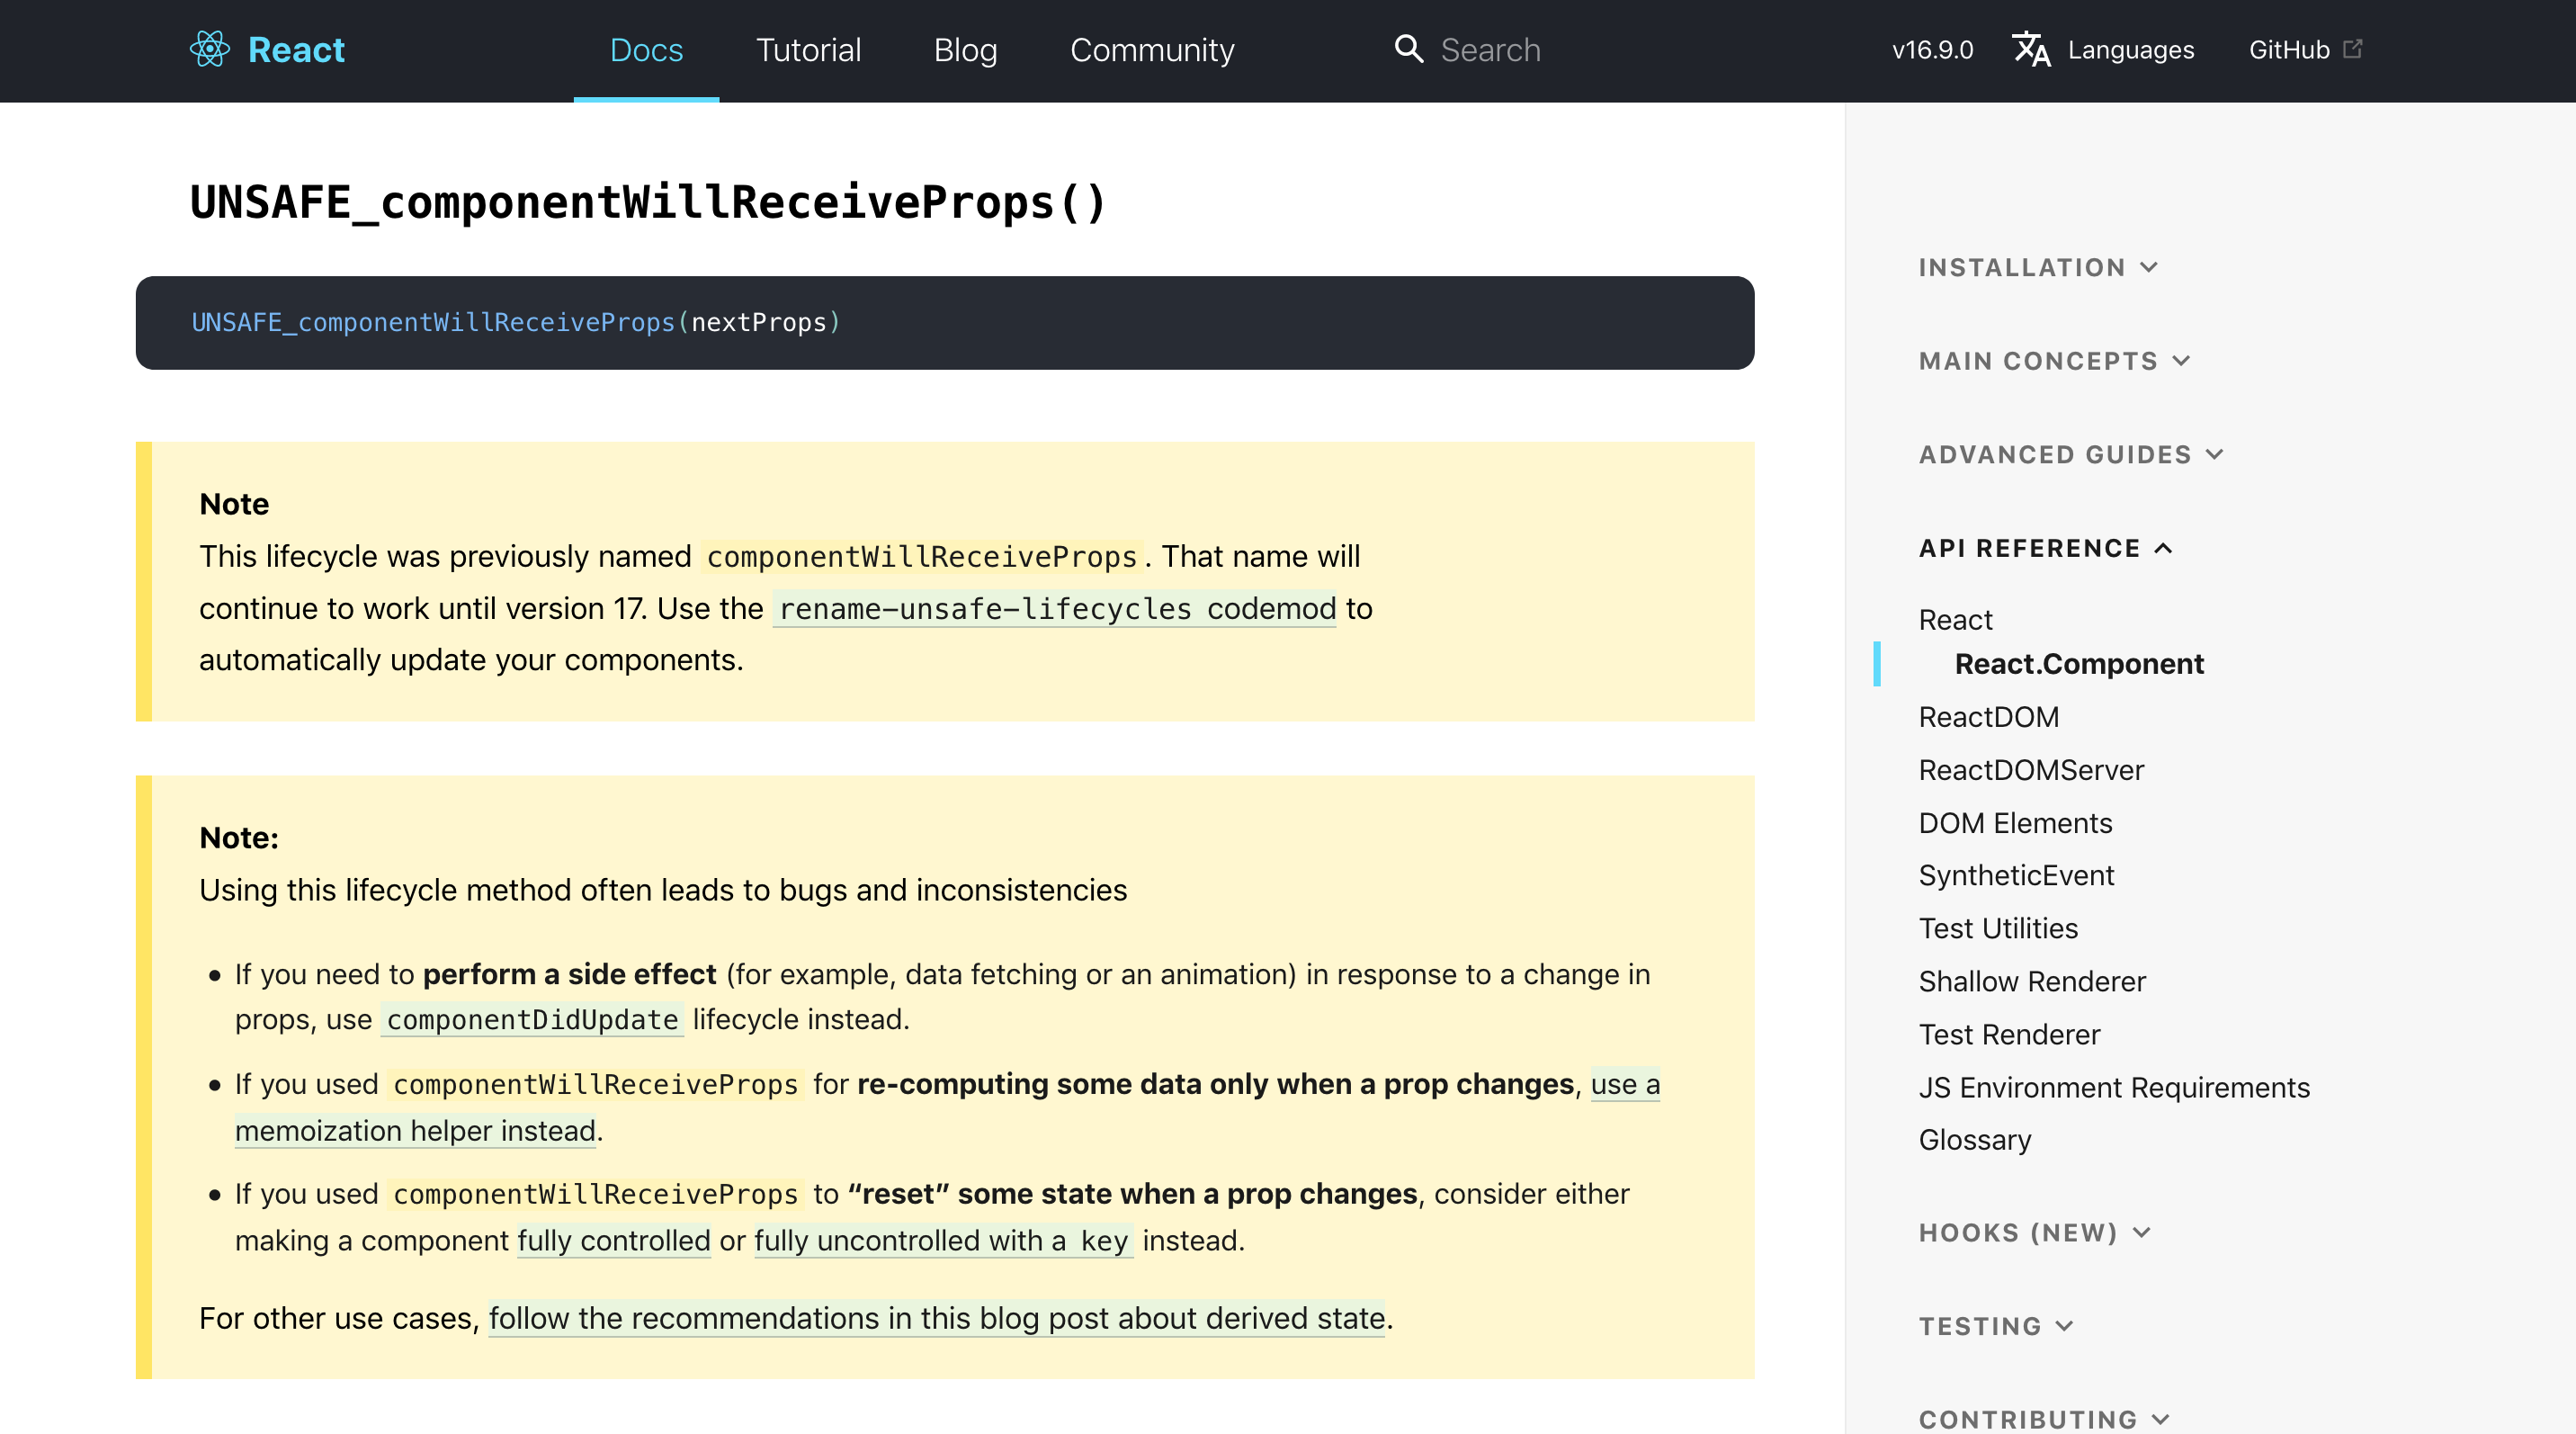 React
Docs
Tutorial
Blog
Community
Search
v16.9.0
Languages
GitHub
UNSAFE_componentWillReceiveProps()
UNSAFE_componentWillReceiveProps(nextProps)
Note
This lifecycle was previously named componentWillReceiveProps. That name will
continue to work until version 17. Use the rename-unsafe-lifecycles codemod to
automatically update your components.
Note:
Using this lifecycle method often leads to bugs and inconsistencies
• If you need to perform a side effect (for example, data fetching or an animation) in response to a change in
props, use componentDidUpdate lifecycle instead.
• If you used componentWillReceiveProps for re-computing some data only when a prop changes, use a
memoization helper instead.
• If you used componentWillReceiveProps to “reset” some state when a prop changes, consider either
making a component fully controlled or fully uncontrolled with a key instead.
For other use cases, follow the recommendations in this blog post about derived state.
INSTALLATION
MAIN CONCEPTS
ADVANCED GUIDES
API REFERENCE
React
React.Component
ReactDOM
ReactDOMServer
DOM Elements
SyntheticEvent
Test Utilities
Shallow Renderer
Test Renderer
JS Environment Requirements
Glossary
HOOKS (NEW)
TESTING
CONTRIBUTING